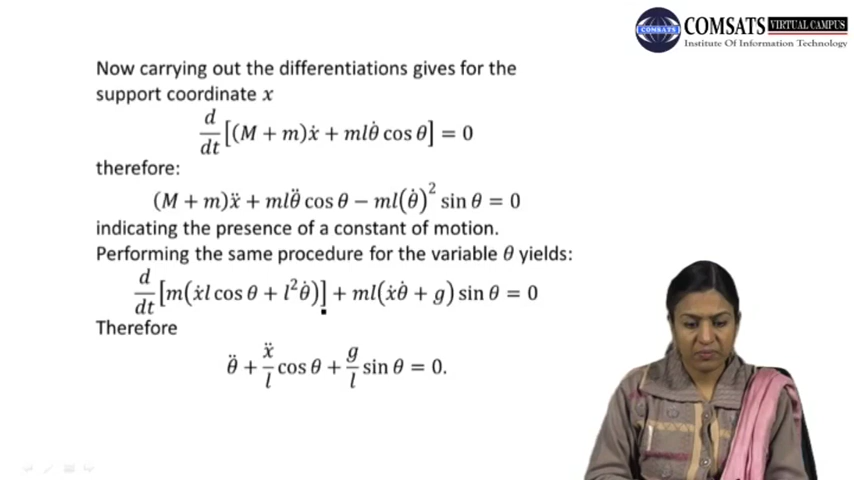 COMSATS VIRTUAL CAMPUS
COMSATS
Institute Of Information Technology
Now carrying out the differentiations gives for the
support coordinate x
d/dt [(M + m)ẋ + mlθ̇ cos θ] = 0
therefore:
(M + m)ẍ + mlθ̈ cos θ − ml(θ̇)² sin θ = 0
indicating the presence of a constant of motion.
Performing the same procedure for the variable θ yields:
d/dt [m(ẋl cos θ + l²θ̇)] + ml(ẋθ̇ + g) sin θ = 0
Therefore
θ̈ + ẍ/l cos θ + g/l sin θ = 0.